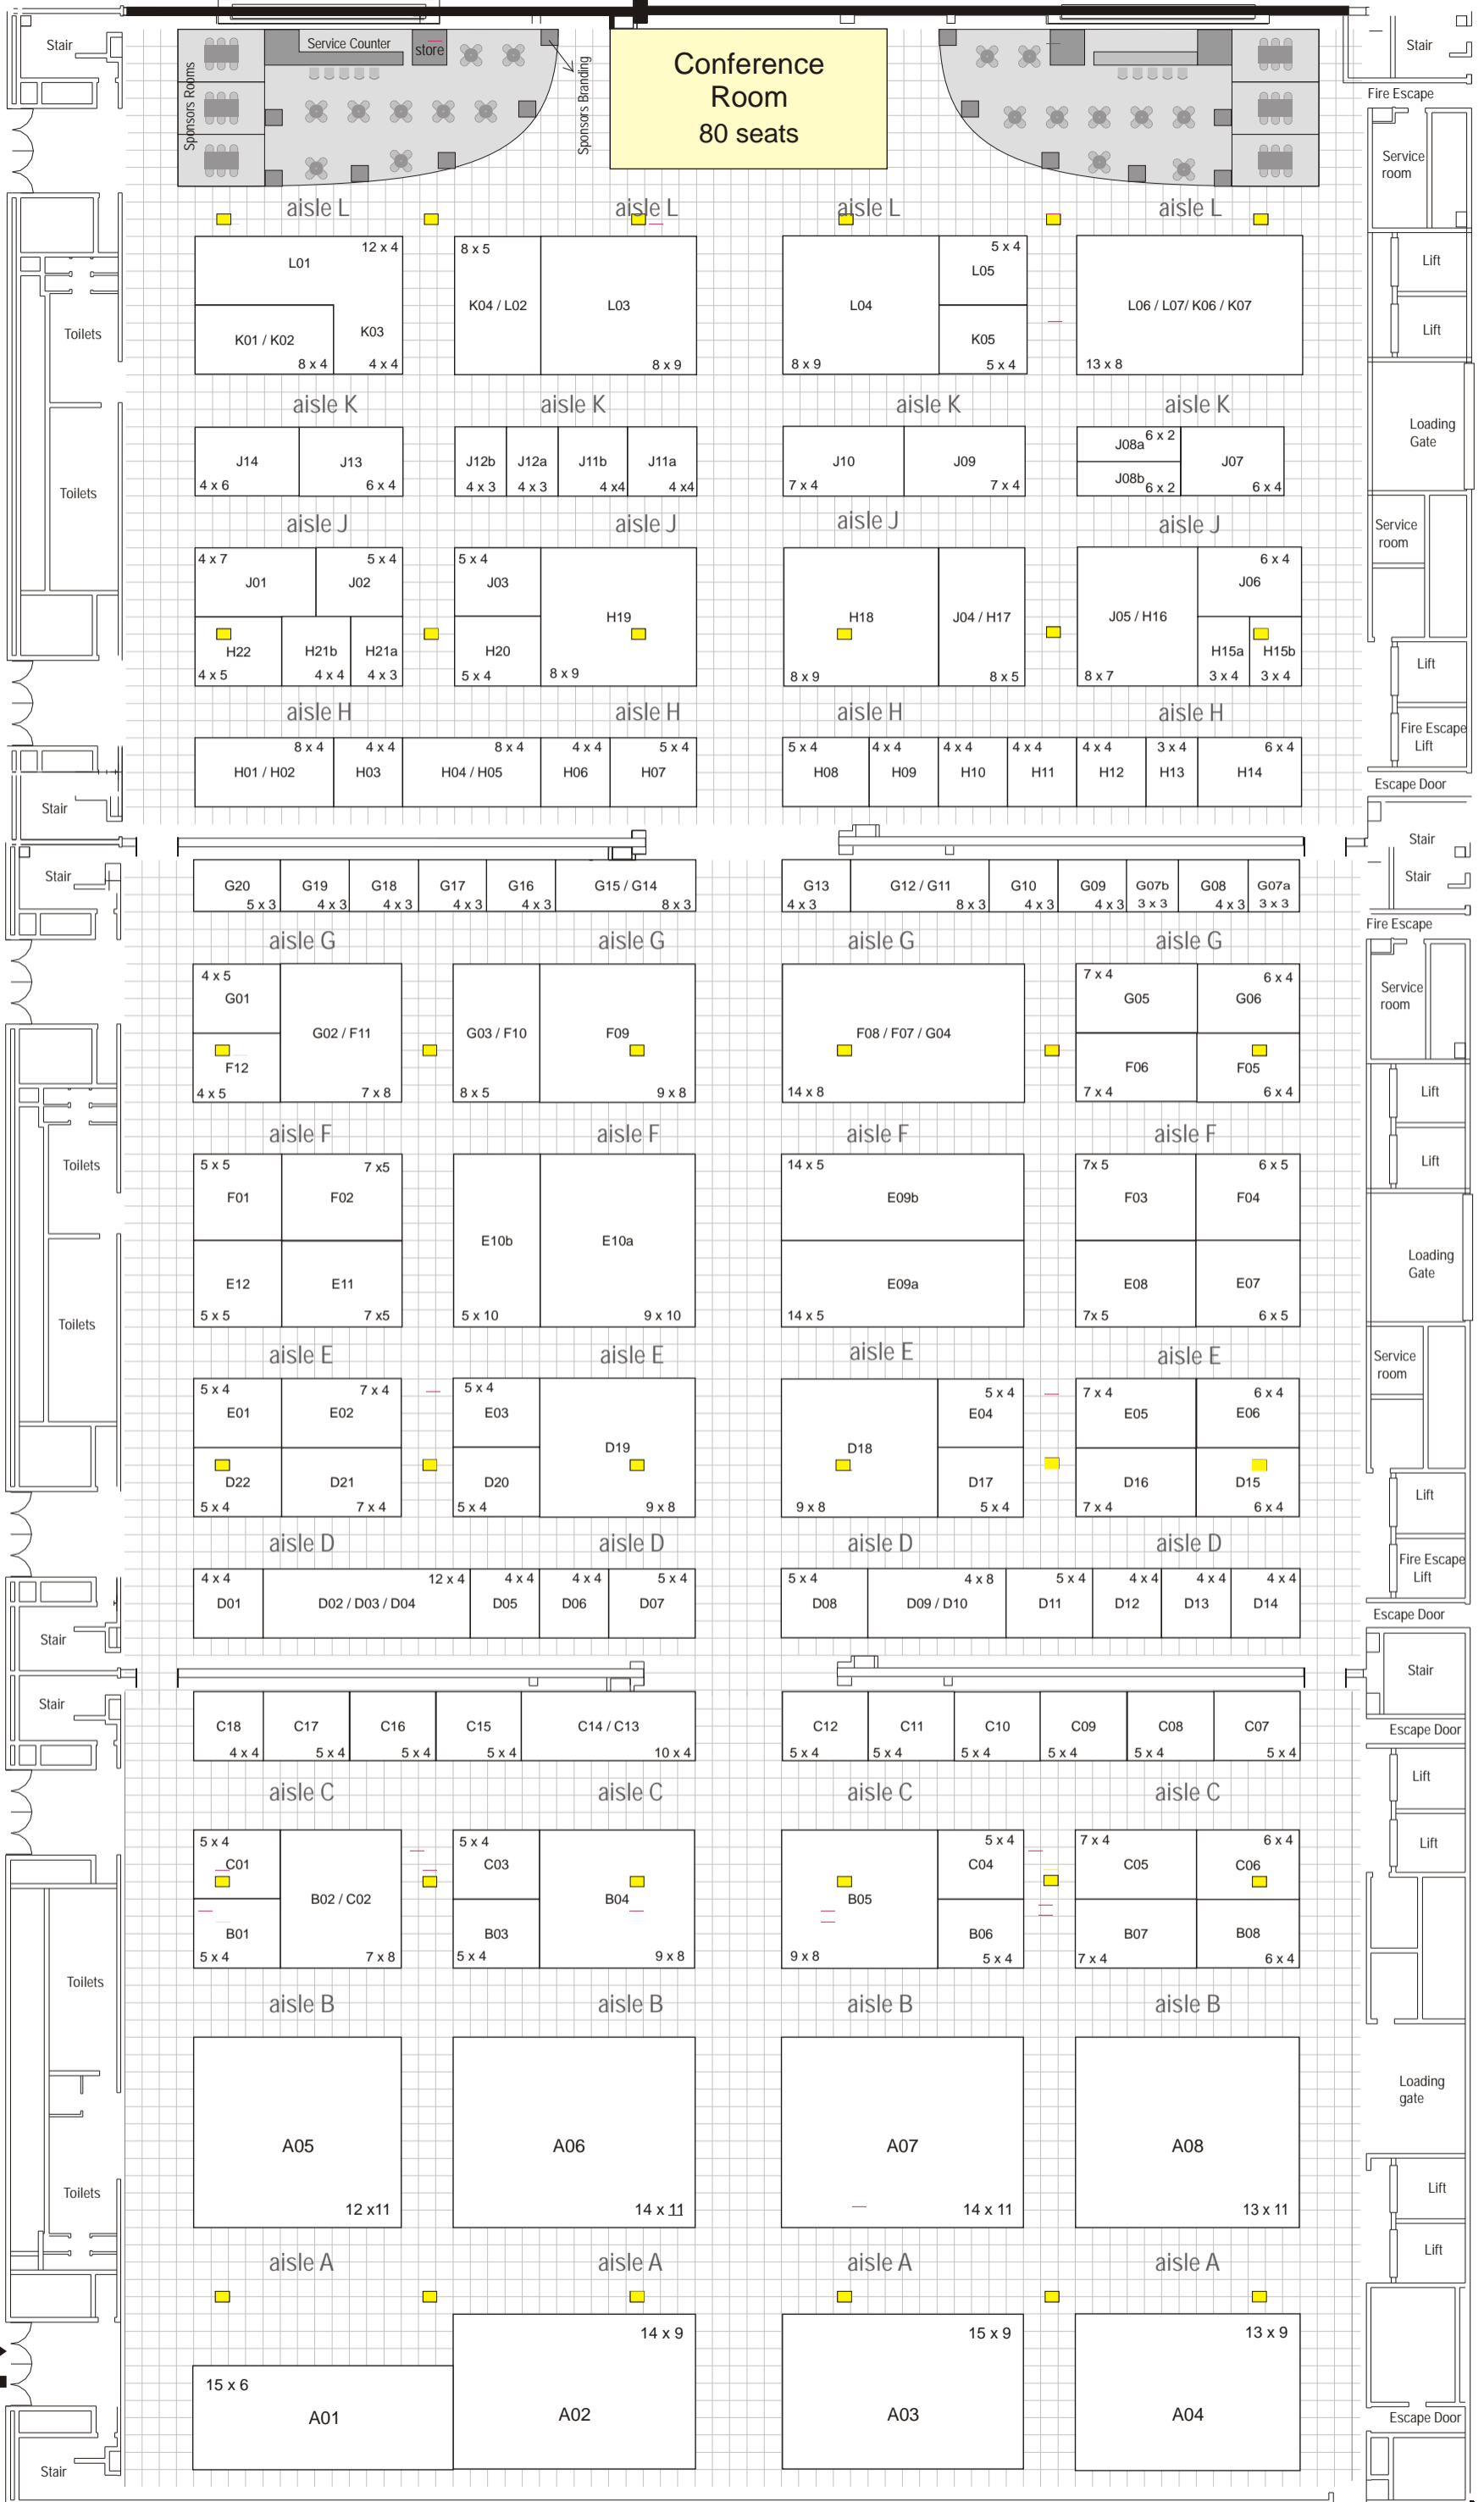 Stair
Sponsors Rooms
Service Counter
store
Sponsors Branding
Conference
Room
80 seats
Stair
Fire Escape
Service
room
aisle L
aisle L
aisle L
aisle L
12 x 4
L01
K01 / K02
8 x 4
K03
4 x 4
8 x 5
K04 / L02
L03
8 x 9
L04
8 x 9
5 x 4
L05
K05
5 x 4
L06 / L07/ K06 / K07
13 x 8
Lift
Lift
Toilets
aisle K
aisle K
aisle K
aisle K
Loading
Gate
J14
4 x 6
J13
6 x 4
J12b
4 x 3
J12a
4 x 3
J11b
4 x4
J11a
4 x4
J10
7 x 4
J09
7 x 4
J08a
6 x 2
J08b
6 x 2
J07
6 x 4
Toilets
aisle J
aisle J
aisle J
aisle J
Service
room
4 x 7
J01
5 x 4
J02
5 x 4
J03
H19
8 x 9
H18
8 x 9
J04 / H17
8 x 5
J05 / H16
8 x 7
6 x 4
J06
H22
4 x 5
H21b
4 x 4
H21a
4 x 3
H20
5 x 4
H15a
3 x 4
H15b
3 x 4
Lift
aisle H
aisle H
aisle H
aisle H
Fire Escape
Lift
8 x 4
H01 / H02
4 x 4
H03
8 x 4
H04 / H05
4 x 4
H06
5 x 4
H07
5 x 4
H08
4 x 4
H09
4 x 4
H10
4 x 4
H11
4 x 4
H12
3 x 4
H13
6 x 4
H14
Escape Door
Stair
Stair
Stair
Stair
G20
5 x 3
G19
4 x 3
G18
4 x 3
G17
4 x 3
G16
4 x 3
G15 / G14
8 x 3
G13
4 x 3
G12 / G11
8 x 3
G10
4 x 3
G09
4 x 3
G07b
3 x 3
G08
4 x 3
G07a
3 x 3
Fire Escape
aisle G
aisle G
aisle G
aisle G
4 x 5
G01
G02 / F11
7 x 8
G03 / F10
8 x 5
F09
9 x 8
F08 / F07 / G04
14 x 8
7 x 4
G05
6 x 4
G06
Service
room
F12
4 x 5
F06
7 x 4
F05
6 x 4
Lift
aisle F
aisle F
aisle F
aisle F
Toilets
Lift
5 x 5
F01
7 x5
F02
E10b
5 x 10
E10a
9 x 10
14 x 5
E09b
7x 5
F03
6 x 5
F04
E12
5 x 5
E11
7 x5
E09a
14 x 5
E08
7x 5
E07
6 x 5
Loading
Gate
Toilets
aisle E
aisle E
aisle E
aisle E
Service
room
5 x 4
E01
7 x 4
E02
5 x 4
E03
D19
9 x 8
D18
9 x 8
5 x 4
E04
7 x 4
E05
6 x 4
E06
D22
5 x 4
D21
7 x 4
D20
5 x 4
D17
5 x 4
D16
7 x 4
D15
6 x 4
Lift
aisle D
aisle D
aisle D
aisle D
Fire Escape
Lift
4 x 4
D01
12 x 4
D02 / D03 / D04
4 x 4
D05
4 x 4
D06
5 x 4
D07
5 x 4
D08
4 x 8
D09 / D10
5 x 4
D11
4 x 4
D12
4 x 4
D13
4 x 4
D14
Escape Door
Stair
Stair
Stair
C18
4 x 4
C17
5 x 4
C16
5 x 4
C15
5 x 4
C14 / C13
10 x 4
C12
5 x 4
C11
5 x 4
C10
5 x 4
C09
5 x 4
C08
5 x 4
C07
5 x 4
Escape Door
aisle C
aisle C
aisle C
aisle C
Lift
5 x 4
C01
B02 / C02
7 x 8
5 x 4
C03
B04
9 x 8
B05
9 x 8
5 x 4
C04
7 x 4
C05
6 x 4
C06
Lift
B01
5 x 4
B03
5 x 4
B06
5 x 4
B07
7 x 4
B08
6 x 4
Toilets
aisle B
aisle B
aisle B
aisle B
Loading
gate
A05
12 x11
A06
14 x 11
A07
14 x 11
A08
13 x 11
Toilets
Lift
Lift
aisle A
aisle A
aisle A
aisle A
15 x 6
A01
14 x 9
A02
15 x 9
A03
13 x 9
A04
Escape Door
Stair